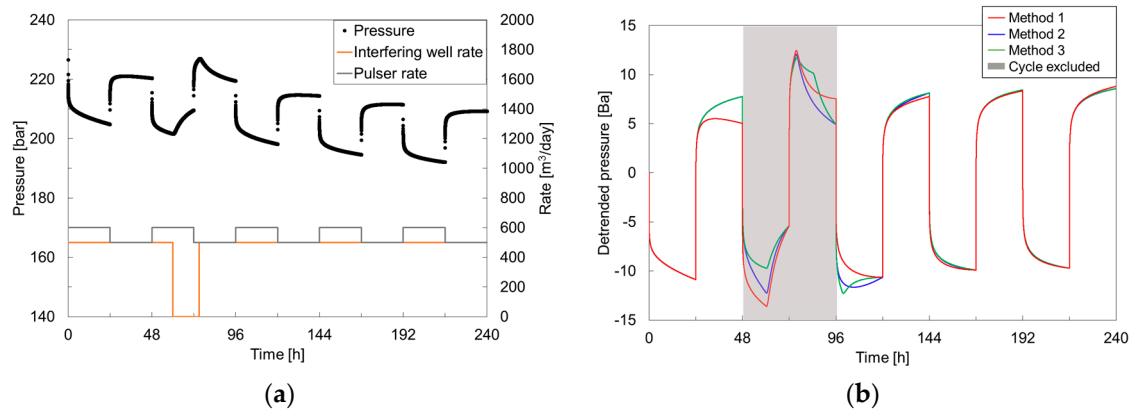 240
220
200
180
160
140
Pressure [bar]
2000
1800
1600
1400
1200
1000
800
600
400
200
0
Rate [m³/day]
Pressure
Interfering well rate
Pulser rate
0 48 96 144 192 240
Time [h]
(a)
15
10
5
-5
-10
-15
Detrended pressure [Ba]
Method 1
Method 2
Method 3
Cycle excluded
0 48 96 144 192 240
Time [h]
(b)